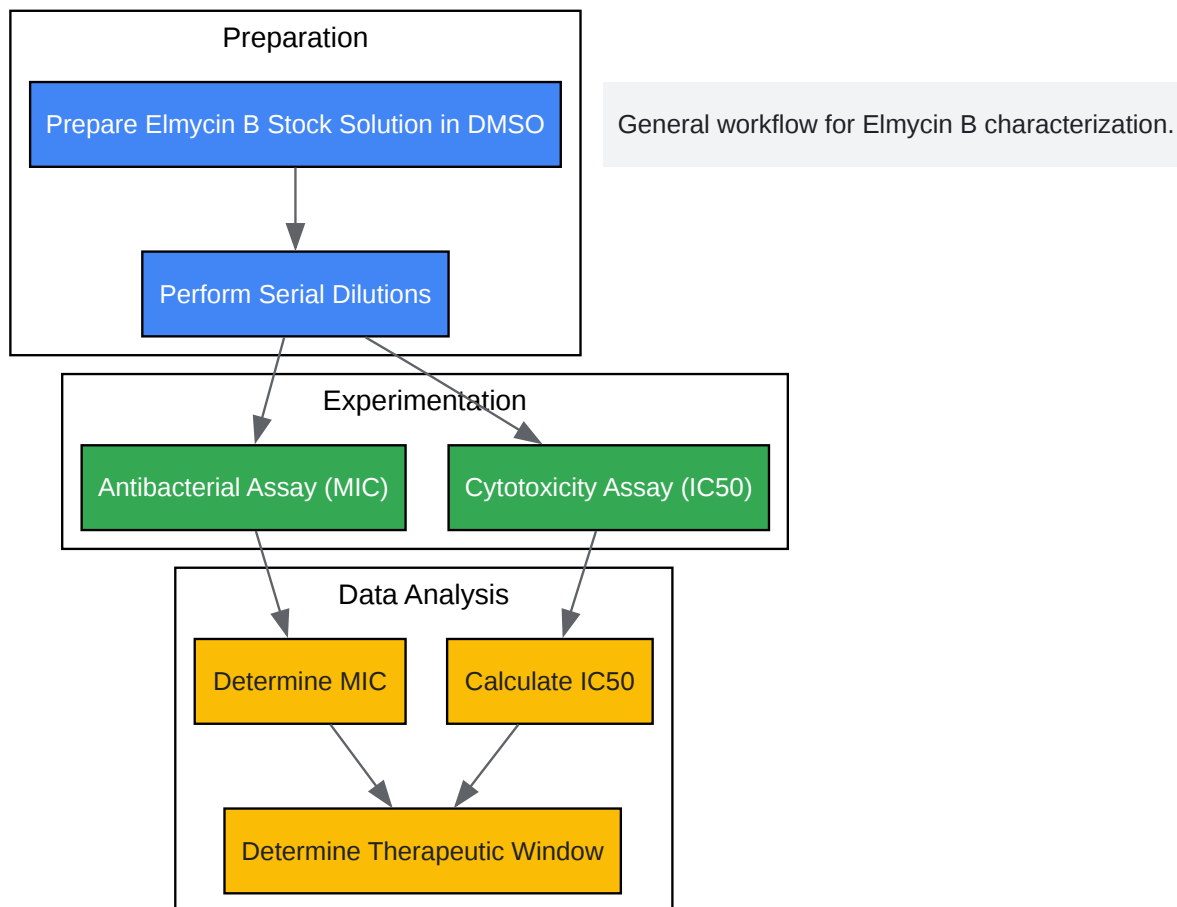 Preparation
Prepare Elmycin B Stock Solution in DMSO
General workflow for Elmycin B characterization.
Perform Serial Dilutions
Experimentation
Antibacterial Assay (MIC)
Cytotoxicity Assay (IC50)
Data Analysis
Determine MIC
Calculate IC50
Determine Therapeutic Window